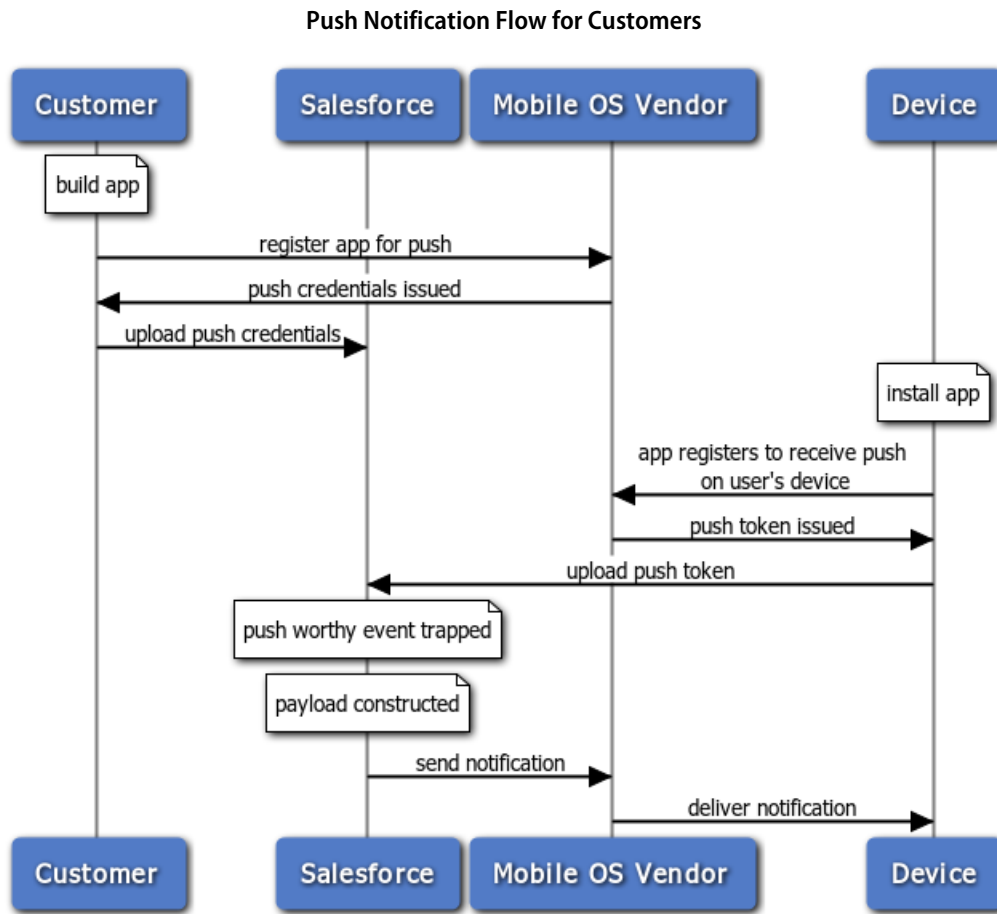 Push Notification Flow for Customers
Customer
Salesforce
Mobile OS Vendor
Device
build app
register app for push
push credentials issued
upload push credentials
install app
app registers to receive push
on user's device
push token issued
upload push token
push worthy event trapped
payload constructed
send notification
deliver notification
Customer
Salesforce
Mobile OS Vendor
Device